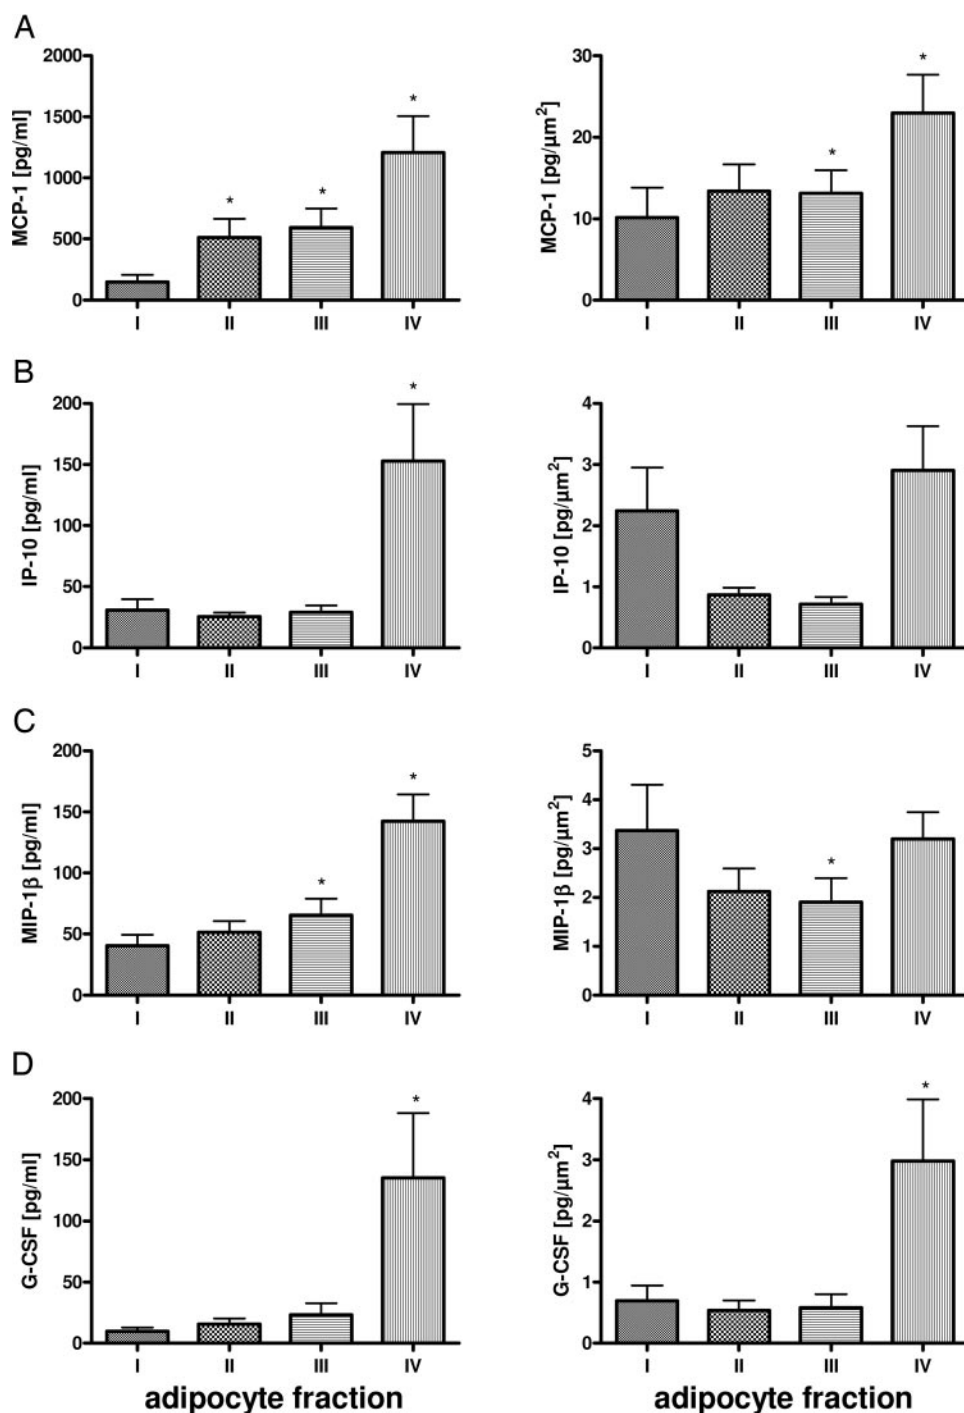 A
MCP-1 [pg/ml]
2000
1500
1000
500
0
*
*
*
I II III IV
MCP-1 [pg/µm²]
30
20
10
0
*
*
I II III IV
B
IP-10 [pg/ml]
200
150
100
50
0
*
I II III IV
IP-10 [pg/µm²]
4
3
2
1
0
I II III IV
C
MIP-1β [pg/ml]
200
150
100
50
0
*
*
I II III IV
MIP-1β [pg/µm²]
5
4
3
2
1
0
*
I II III IV
D
G-CSF [pg/ml]
200
150
100
50
0
*
I II III IV
adipocyte fraction
G-CSF [pg/µm²]
4
3
2
1
0
*
I II III IV
adipocyte fraction